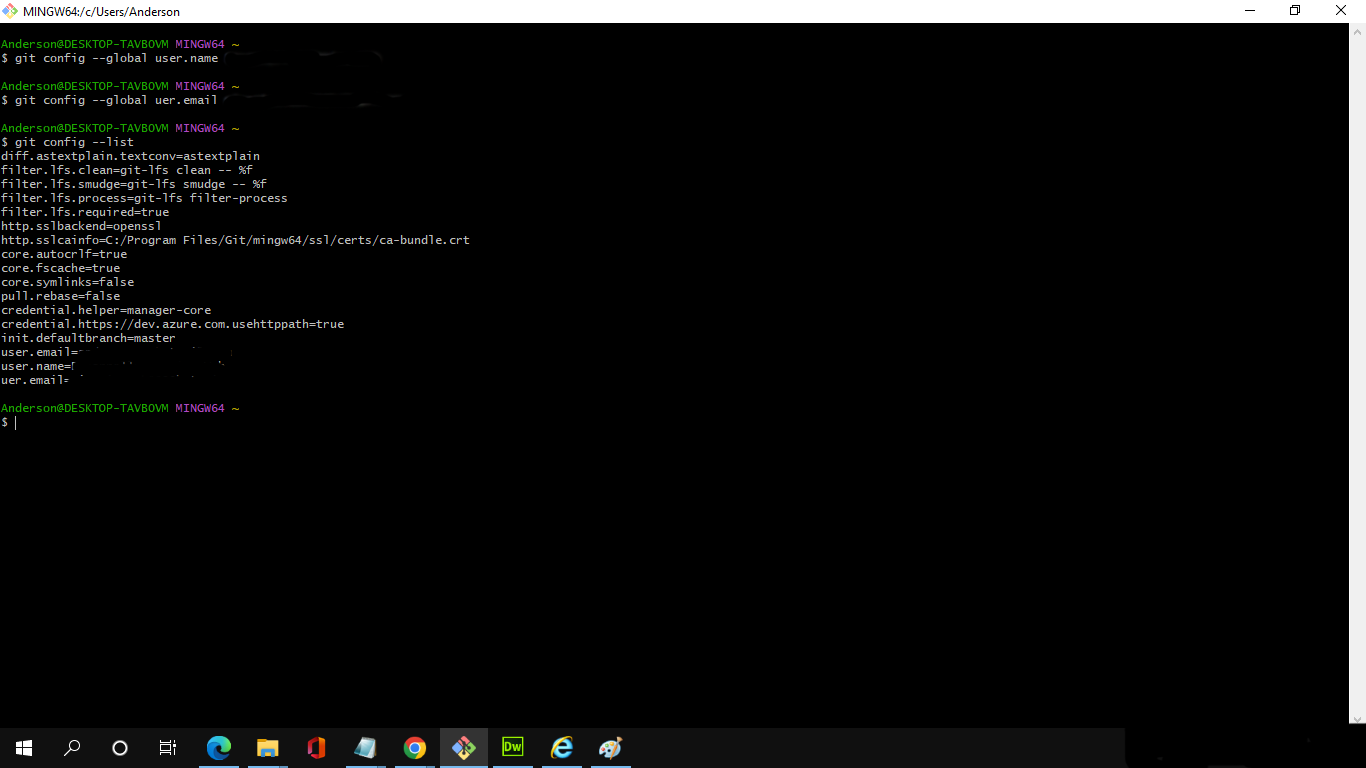 MINGW64:/c/Users/Anderson
Anderson@DESKTOP-TAVBOVM MINGW64 ~
$ git config --global user.name
Anderson@DESKTOP-TAVBOVM MINGW64 ~
$ git config --global uer.email
Anderson@DESKTOP-TAVBOVM MINGW64 ~
$ git config --list
diff.astextplain.textconv=astextplain
filter.lfs.clean=git-lfs clean -- %f
filter.lfs.smudge=git-lfs smudge -- %f
filter.lfs.process=git-lfs filter-process
filter.lfs.required=true
http.sslbackend=openssl
http.sslcainfo=C:/Program Files/Git/mingw64/ssl/certs/ca-bundle.crt
core.autocrlf=true
core.fscache=true
core.symlinks=false
pull.rebase=false
credential.helper=manager-core
credential.https://dev.azure.com.usehttppath=true
init.defaultbranch=master
user.email=
user.name=
uer.email=
Anderson@DESKTOP-TAVBOVM MINGW64 ~
$
Dw